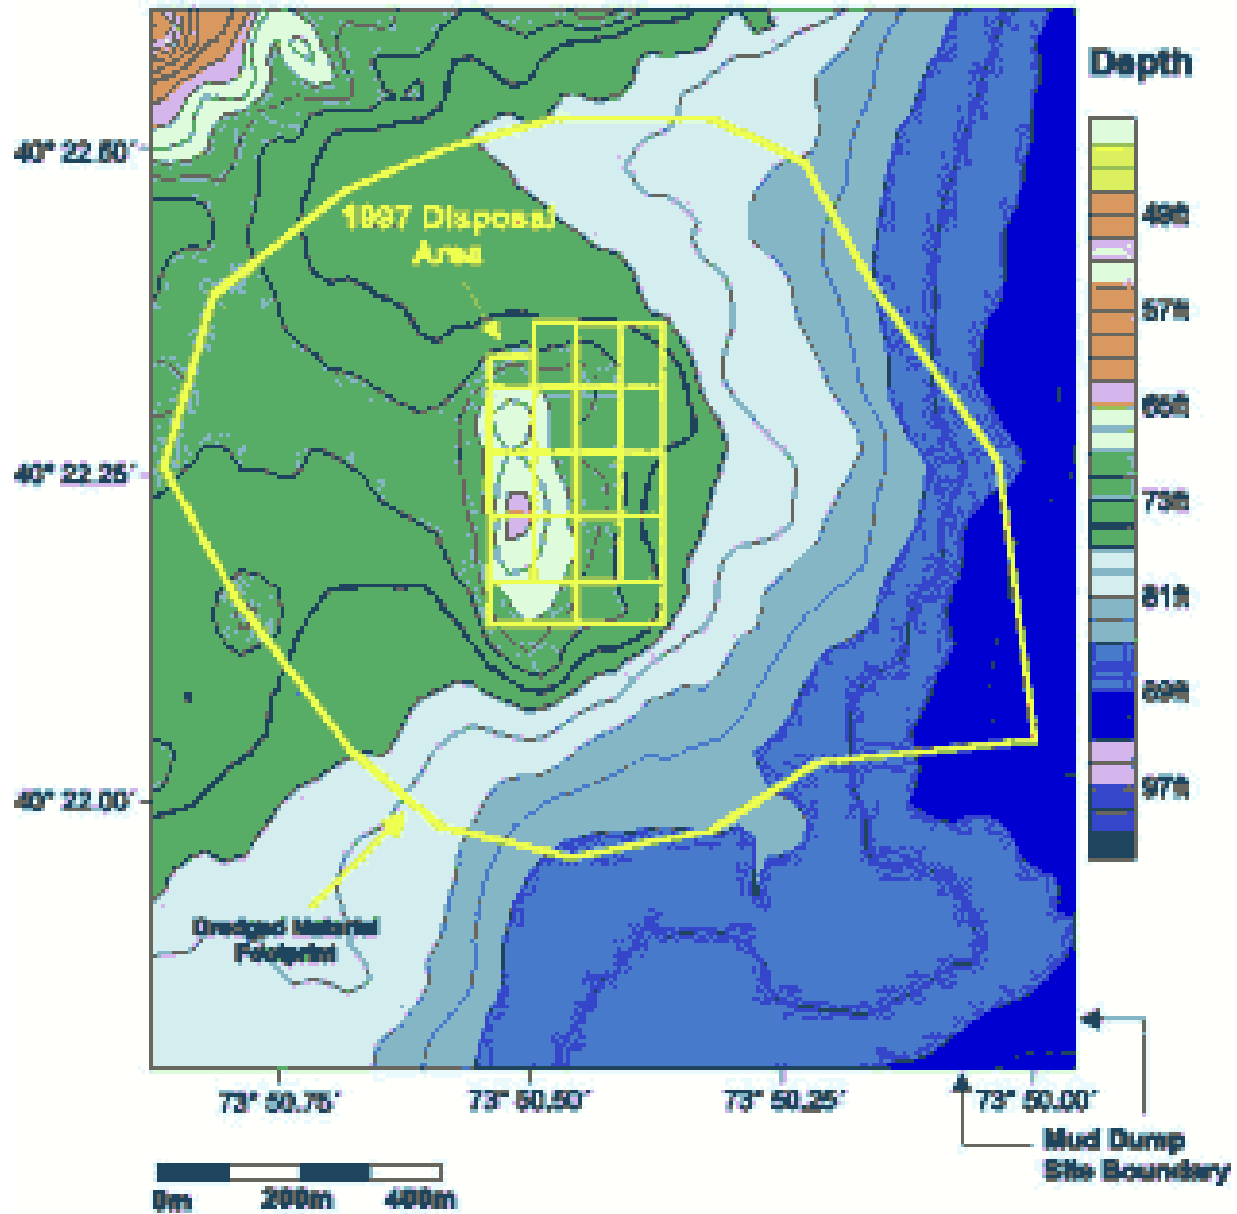 Depth
40° 22.50'
49ft
1997 Disposal
Area
57ft
65ft
40° 22.25'
73ft
81ft
89ft
40° 22.00'
97ft
Dredged Material
Footprint
73° 50.75'
73° 50.50'
73° 50.25'
73° 50.00'
Mud Dump
Site Boundary
0m
200m
400m